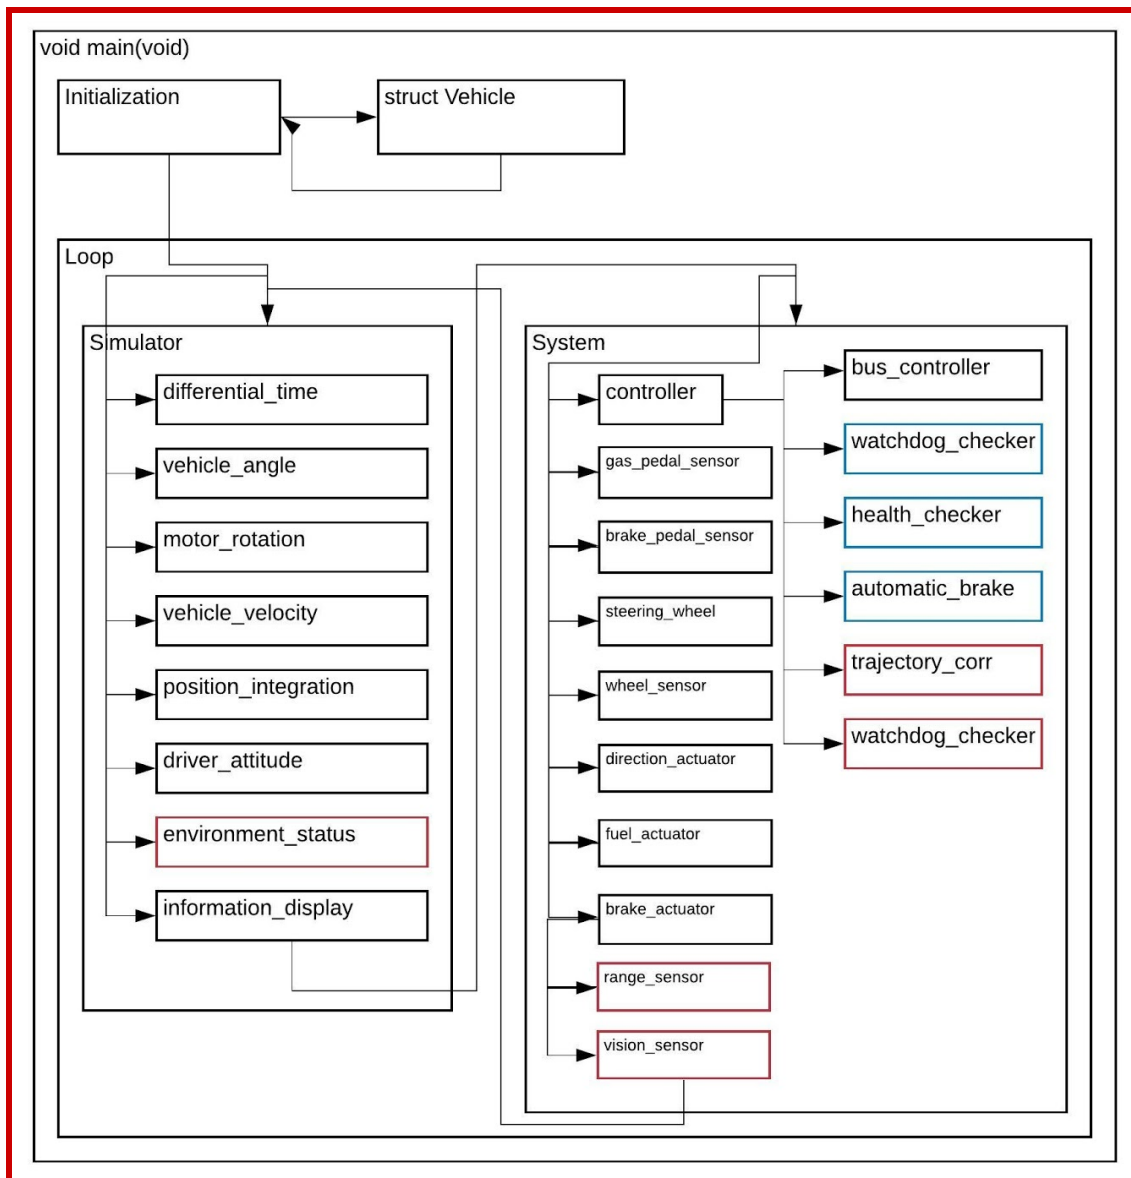 void main(void)
Initialization
struct Vehicle
Loop
Simulator
differential_time
vehicle_angle
motor_rotation
vehicle_velocity
position_integration
driver_attitude
environment_status
information_display
System
controller
gas_pedal_sensor
brake_pedal_sensor
steering_wheel
wheel_sensor
direction_actuator
fuel_actuator
brake_actuator
range_sensor
vision_sensor
bus_controller
watchdog_checker
health_checker
automatic_brake
trajectory_corr
watchdog_checker